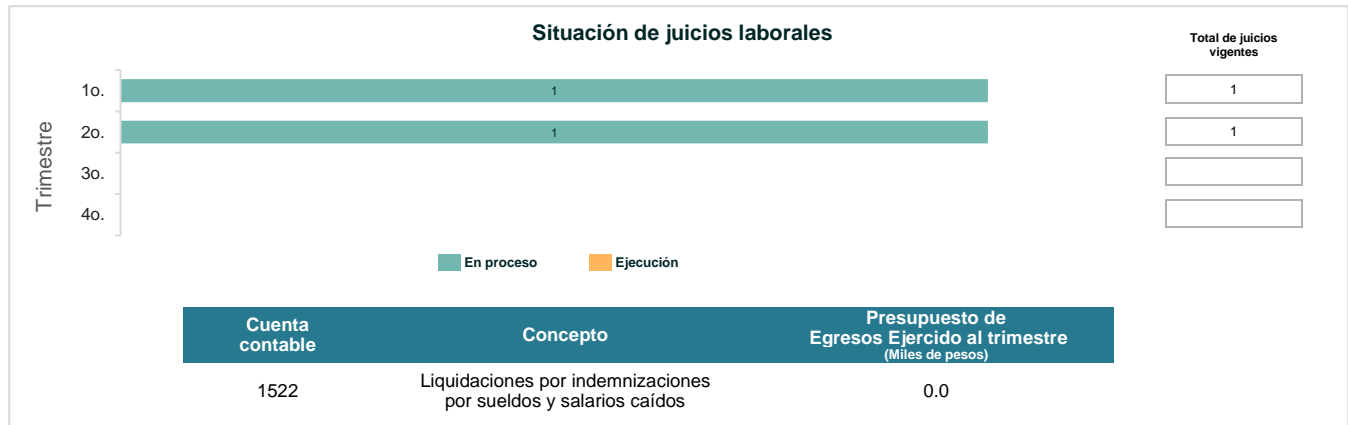 Situación de juicios laborales
Total de juicios
vigentes
Trimestre
1o.
1
1
2o.
1
1
3o.
4o.
En proceso
Ejecución
Cuenta
contable
Concepto
Presupuesto de
Egresos Ejercido al trimestre
(Miles de pesos)
1522
Liquidaciones por indemnizaciones
por sueldos y salarios caídos
0.0